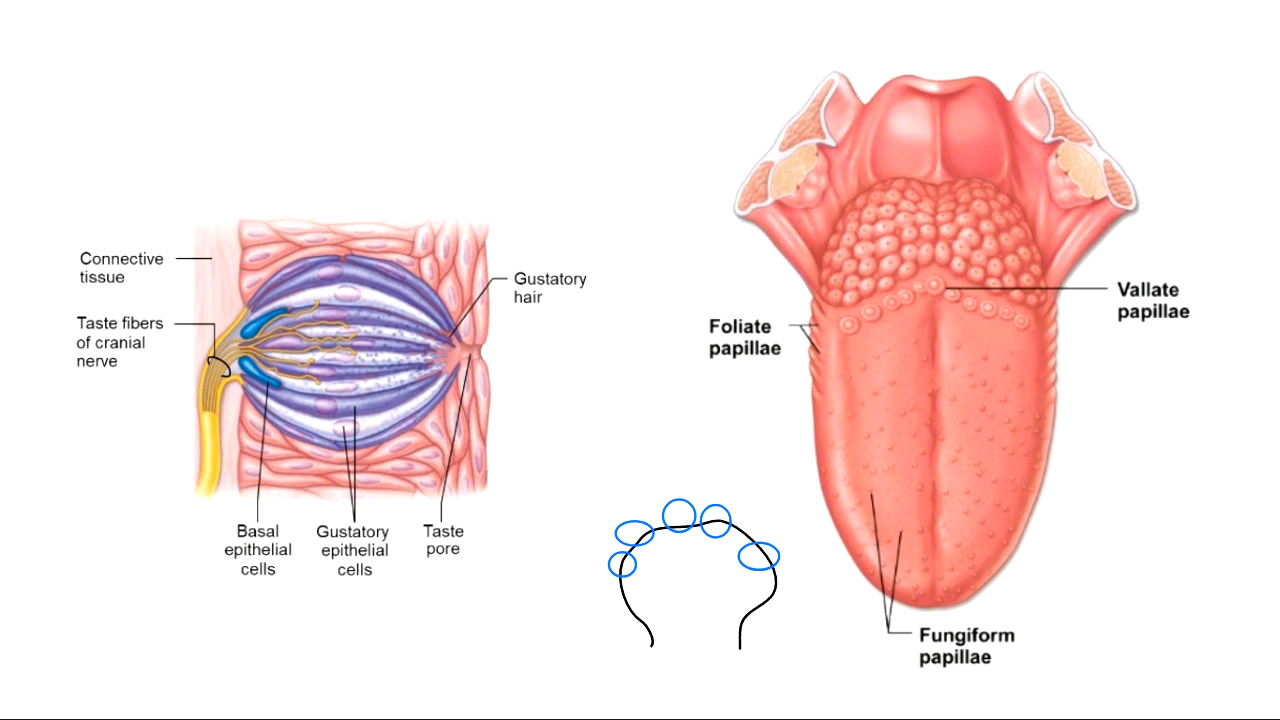 Connective
tissue
Taste fibers
of cranial
nerve
Gustatory
hair
Basal
epithelial
cells
Gustatory
epithelial
cells
Taste
pore
Vallate
papillae
Foliate
papillae
Fungiform
papillae